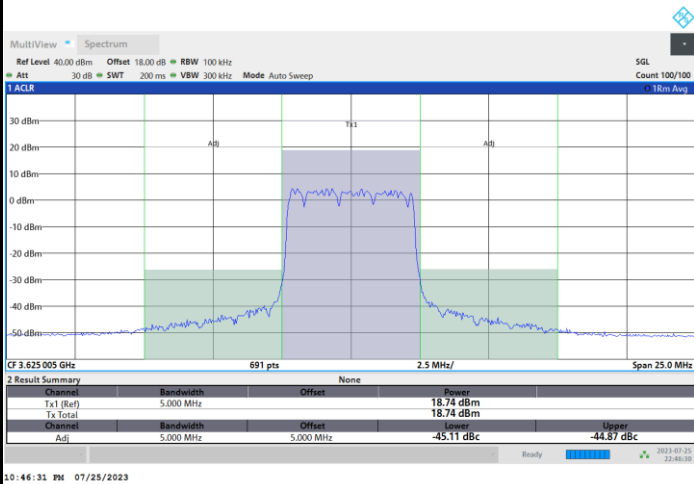 MultiView Spectrum
Ref Level 40.00 dBm Offset 18.00 dB RBW 100 kHz SGL
Att 30 dB SWT 200 ms VBW 300 kHz Mode Auto Sweep Count 100/100
1 ACLR 1Rm Avg
30 dBm
Tx1
20 dBm Adj Adj
10 dBm
0 dBm
-10 dBm
-20 dBm
-30 dBm
-40 dBm
-50 dBm
CF 3.625 005 GHz 691 pts 2.5 MHz/ Span 25.0 MHz
2 Result Summary None
Channel Bandwidth Offset Power
Tx1 (Ref) 5.000 MHz 18.74 dBm
Tx Total 18.74 dBm
Channel Bandwidth Offset Lower Upper
Adj 5.000 MHz 5.000 MHz -45.11 dBc -44.87 dBc
Ready 2023-07-25
22:46:30
10:46:31 PM 07/25/2023